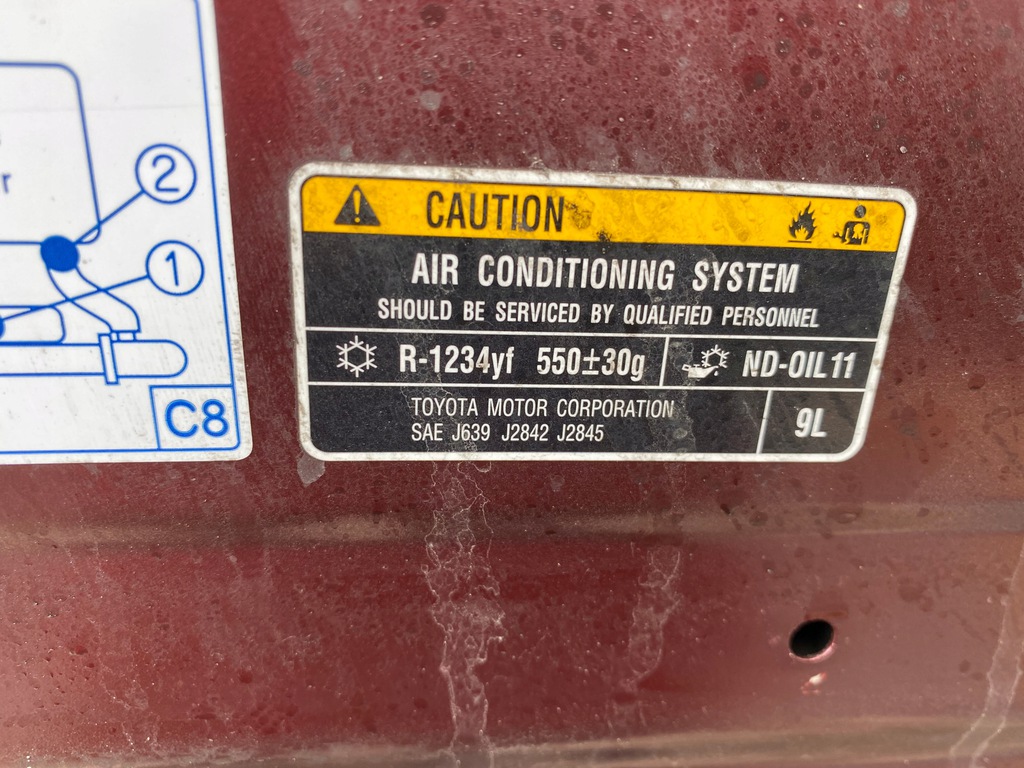 r
2
1
C8
CAUTION
AIR CONDITIONING SYSTEM
SHOULD BE SERVICED BY QUALIFIED PERSONNEL
R-1234yf 550±30g
ND-OIL11
TOYOTA MOTOR CORPORATION
SAE J639 J2842 J2845
9L